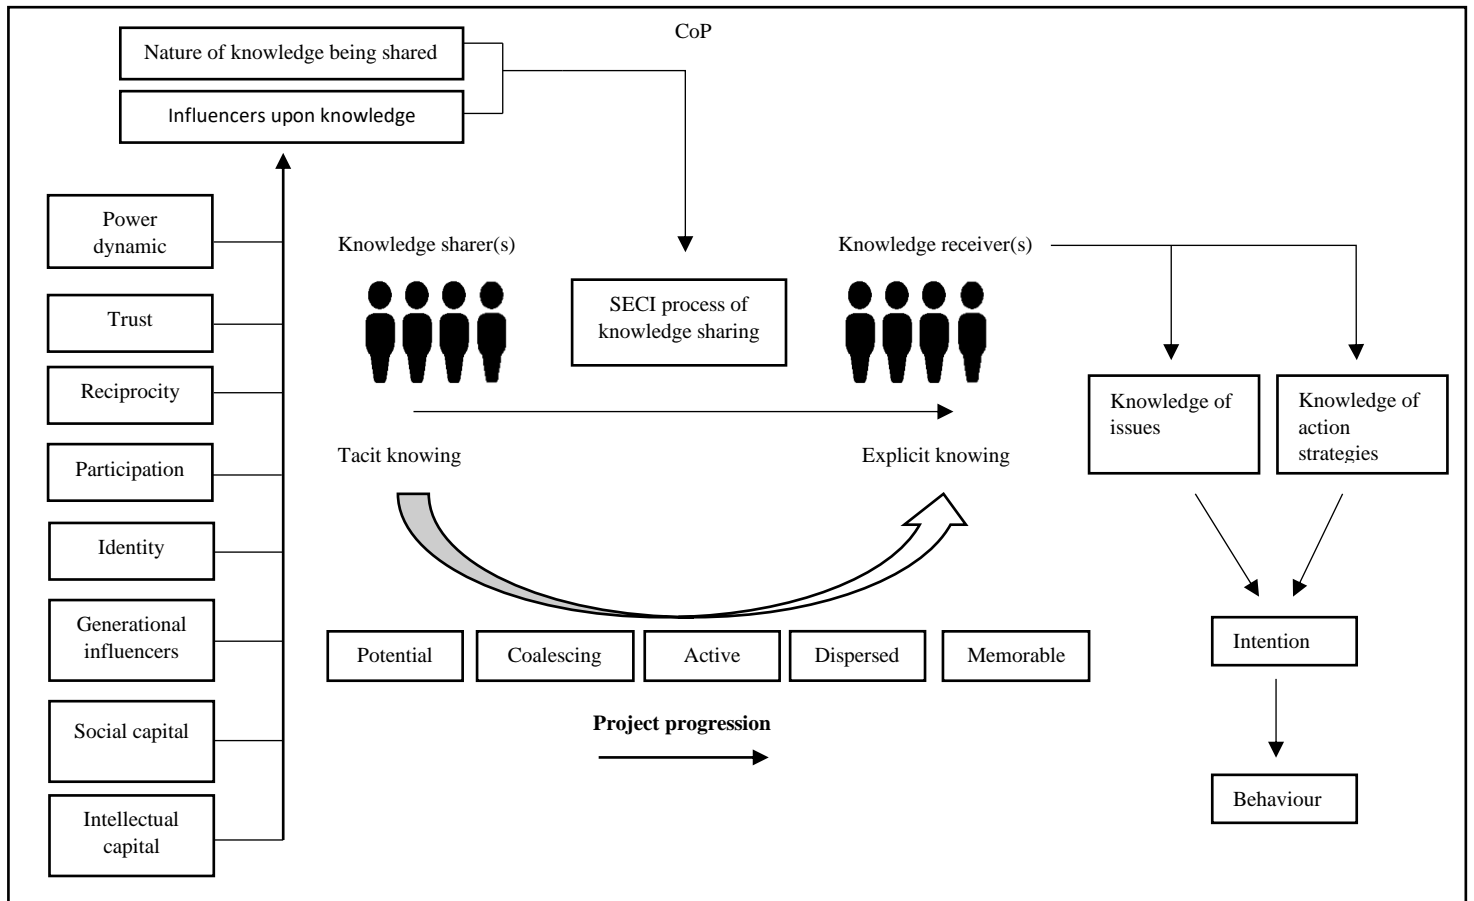 CoP
Nature of knowledge being shared
Influencers upon knowledge
Power
dynamic
Trust
Reciprocity
Participation
Identity
Generational
influencers
Social capital
Intellectual
capital
Knowledge sharer(s)
SECI process of
knowledge sharing
Knowledge receiver(s)
Tacit knowing
Explicit knowing
Potential
Coalescing
Active
Dispersed
Memorable
Project progression
Knowledge of
issues
Knowledge of
action
strategies
Intention
Behaviour